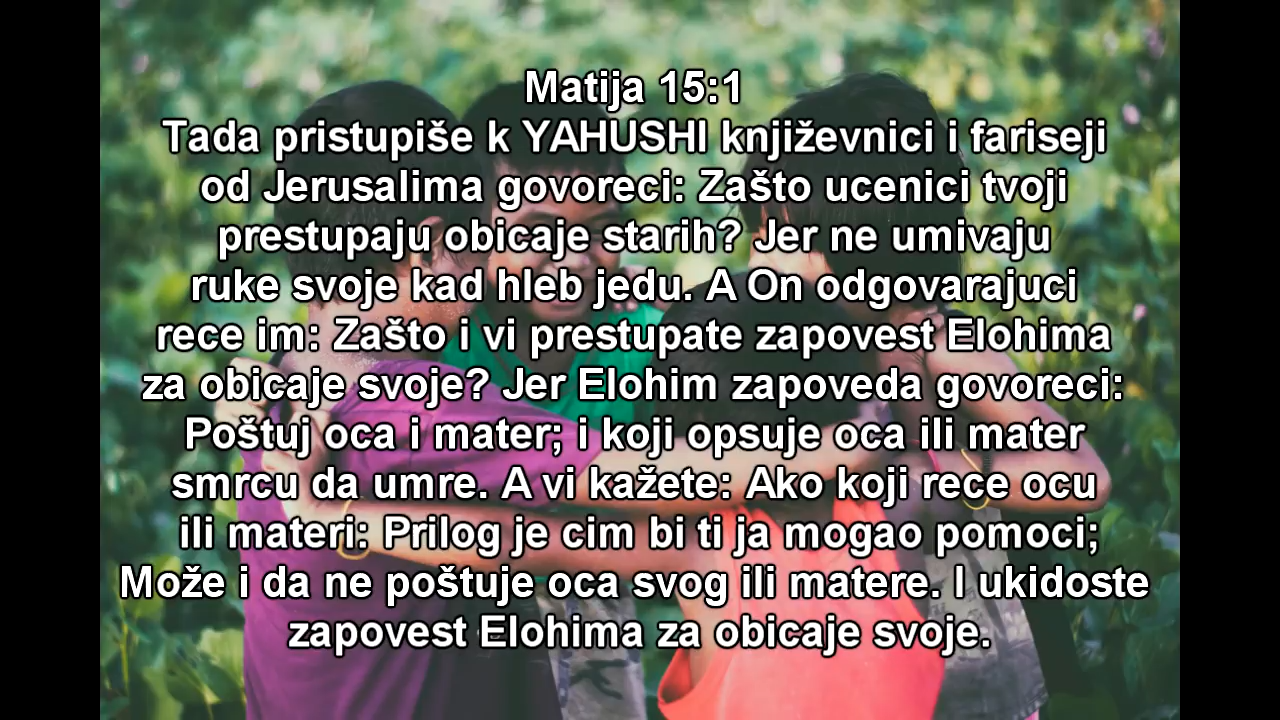 Matija 15:1
Tada pristupiše k YAHUSHI književnici i fariseji
od Jerusalima govoreci: Zašto ucenici tvoji
prestupaju obicaje starih? Jer ne umivaju
ruke svoje kad hleb jedu. A On odgovarajuci
rece im: Zašto i vi prestupate zapovest Elohima
za obicaje svoje? Jer Elohim zapoveda govoreci:
Poštuj oca i mater; i koji opsuje oca ili mater
smrcu da umre. A vi kažete: Ako koji rece ocu
ili materi: Prilog je cim bi ti ja mogao pomoci;
Može i da ne poštuje oca svog ili matere. I ukidoste
zapovest Elohima za obicaje svoje.